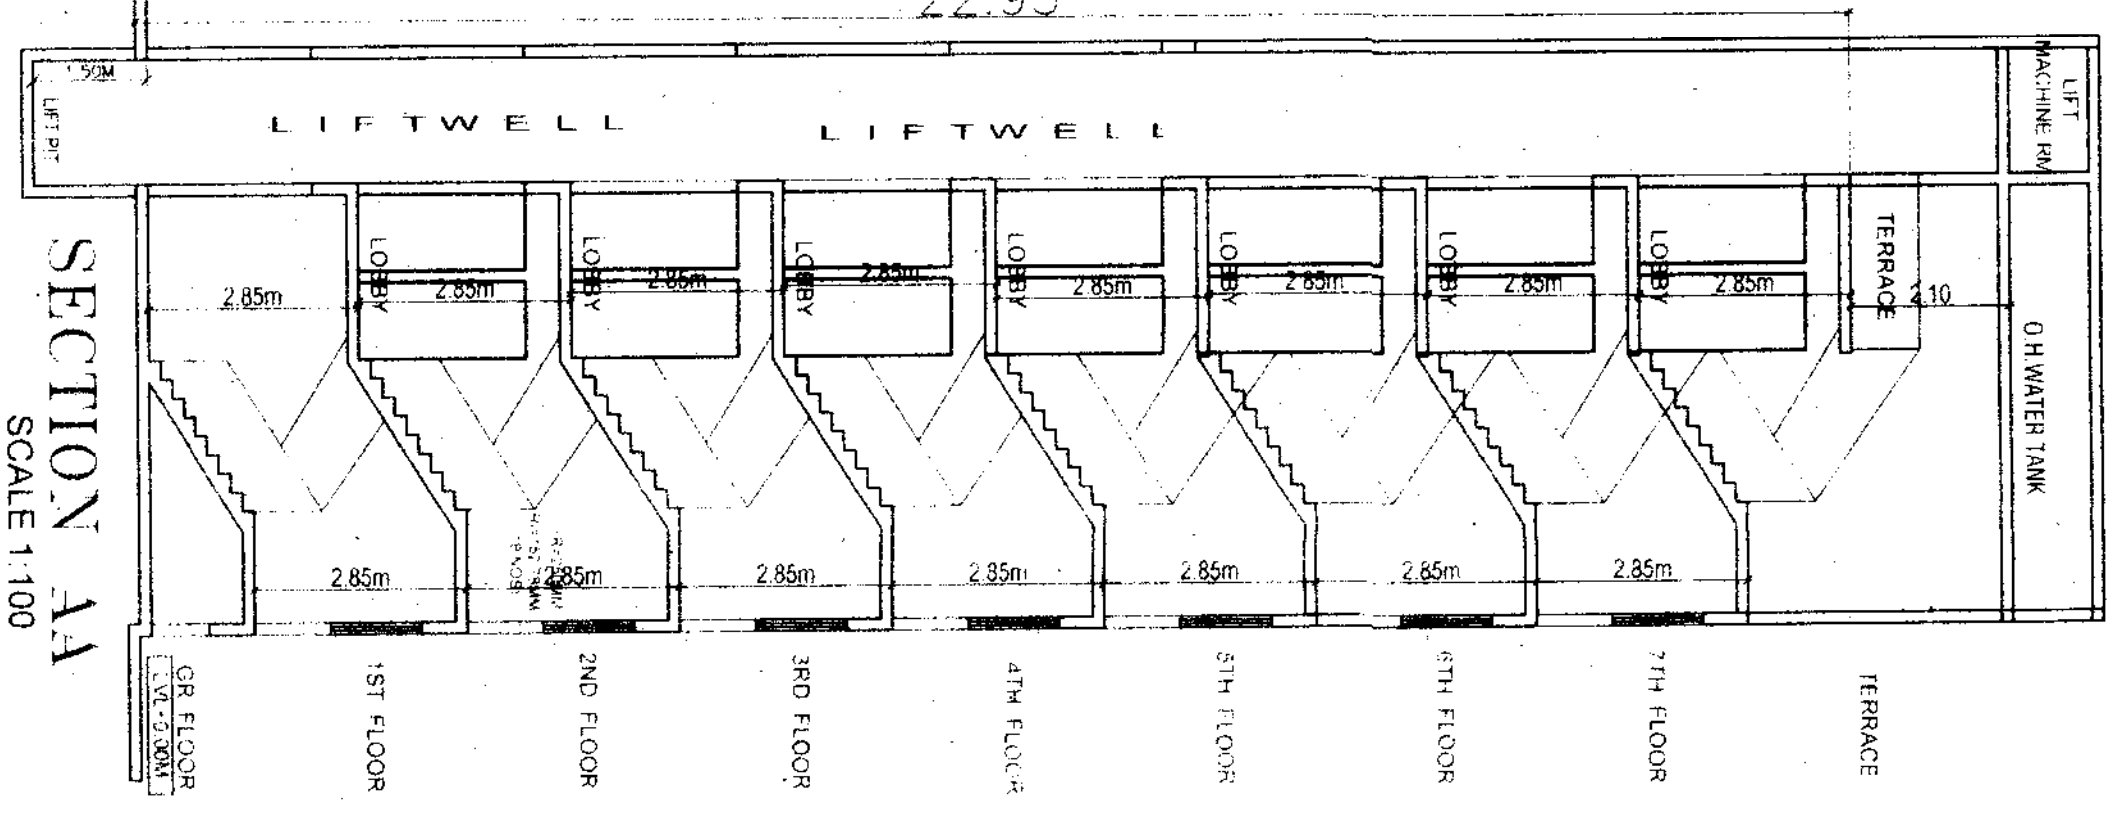 22.95
1.50M
LIFT PIT
LIFTWELL
LIFTWELL
LIFT
MACHINE RM
LOBBY
LOBBY
LOBBY
LOBBY
LOBBY
LOBBY
LOBBY
TERRACE
2.85m
2.85m
2.85m
2.85m
2.85m
2.85m
2.85m
2.85m
2.10
O.H WATER TANK
2.85m
2.85m
2.85m
2.85m
2.85m
2.85m
2.85m
GR FLOOR
LVL
1ST FLOOR
2ND FLOOR
3RD FLOOR
4TH FLOOR
5TH FLOOR
6TH FLOOR
7TH FLOOR
TERRACE
SECTION AA
SCALE 1:100